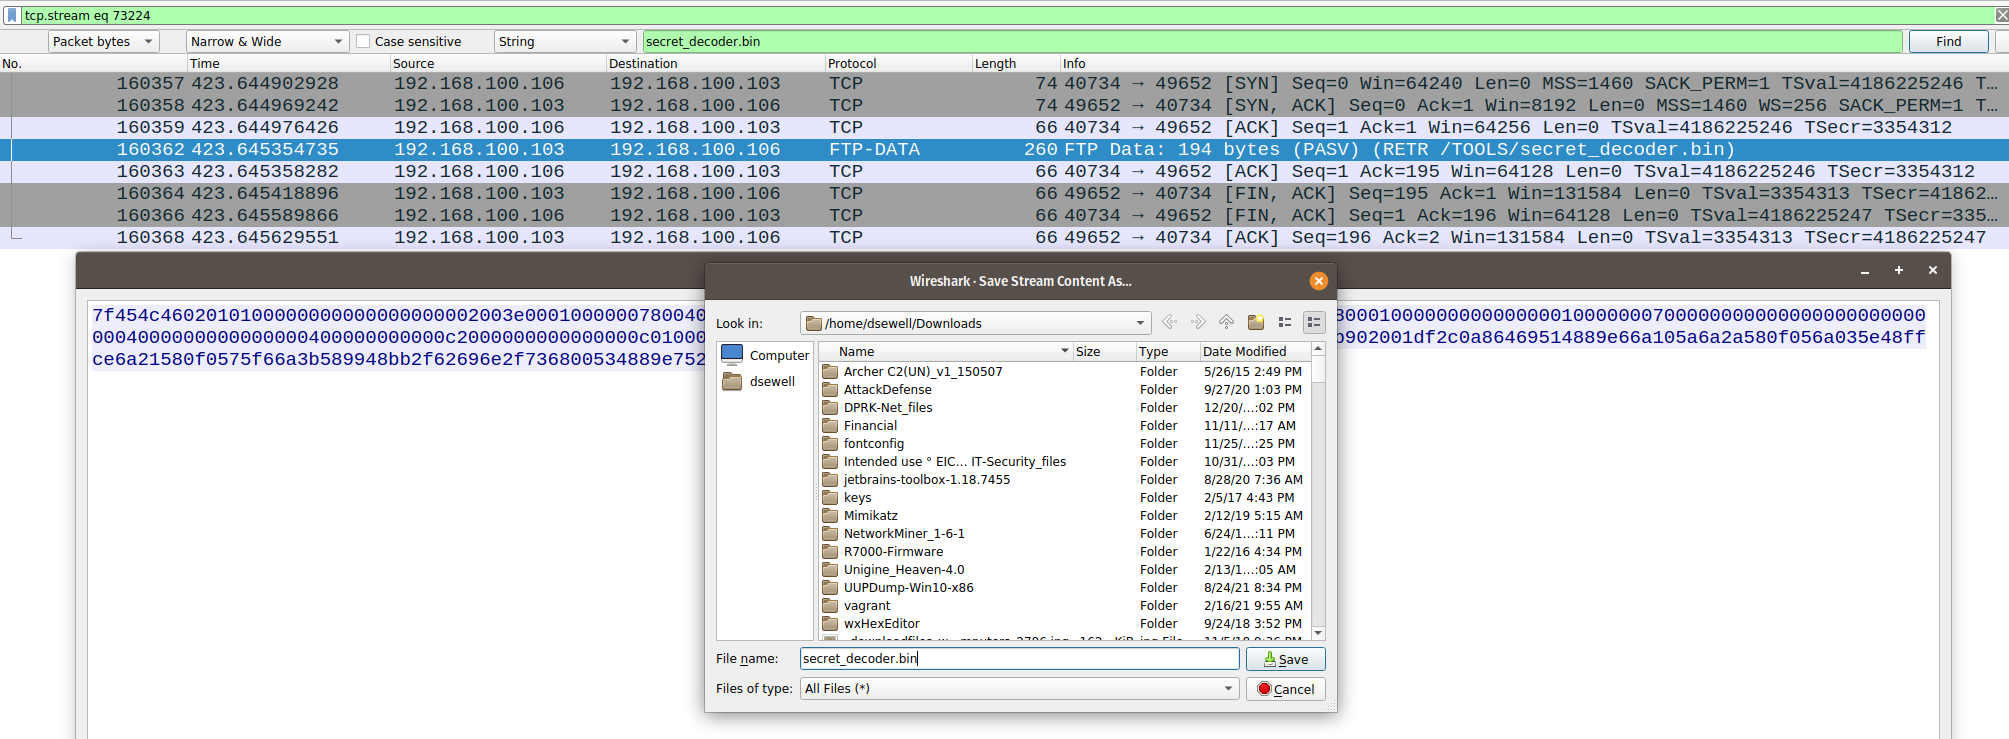 tcp.stream eq 73224
Packet bytes Narrow & Wide Case sensitive String secret_decoder.bin Find
No. Time Source Destination Protocol Length Info
160357 423.644902928 192.168.100.106 192.168.100.103 TCP 74 40734 → 49652 [SYN] Seq=0 Win=64240 Len=0 MSS=1460 SACK_PERM=1 TSval=4186225246 T…
160358 423.644969242 192.168.100.103 192.168.100.106 TCP 74 49652 → 40734 [SYN, ACK] Seq=0 Ack=1 Win=8192 Len=0 MSS=1460 WS=256 SACK_PERM=1 T…
160359 423.644976426 192.168.100.106 192.168.100.103 TCP 66 40734 → 49652 [ACK] Seq=1 Ack=1 Win=64256 Len=0 TSval=4186225246 TSecr=3354312
160362 423.645354735 192.168.100.103 192.168.100.106 FTP-DATA 260 FTP Data: 194 bytes (PASV) (RETR /TOOLS/secret_decoder.bin)
160363 423.645358282 192.168.100.106 192.168.100.103 TCP 66 40734 → 49652 [ACK] Seq=1 Ack=195 Win=64128 Len=0 TSval=4186225246 TSecr=3354312
160364 423.645418896 192.168.100.103 192.168.100.106 TCP 66 49652 → 40734 [FIN, ACK] Seq=195 Ack=1 Win=131584 Len=0 TSval=3354313 TSecr=41862…
160366 423.645589866 192.168.100.106 192.168.100.103 TCP 66 40734 → 49652 [FIN, ACK] Seq=1 Ack=196 Win=64128 Len=0 TSval=4186225247 TSecr=335…
160368 423.645629551 192.168.100.103 192.168.100.106 TCP 66 49652 → 40734 [ACK] Seq=196 Ack=2 Win=131584 Len=0 TSval=3354313 TSecr=4186225247
Wireshark · Save Stream Content As...
Look in: /home/dsewell/Downloads
Computer
dsewell
Name Size Type Date Modified
Archer C2(UN)_v1_150507 Folder 5/26/15 2:49 PM
AttackDefense Folder 9/27/20 1:03 PM
DPRK-Net_files Folder 12/20/…:02 PM
Financial Folder 11/11/…:17 AM
fontconfig Folder 11/25/…:25 PM
Intended use ° EIC… IT-Security_files Folder 10/31/…:03 PM
jetbrains-toolbox-1.18.7455 Folder 8/28/20 7:36 AM
keys Folder 2/5/17 4:43 PM
Mimikatz Folder 2/12/19 5:15 AM
NetworkMiner_1-6-1 Folder 6/24/1…:11 PM
R7000-Firmware Folder 1/22/16 4:34 PM
Unigine_Heaven-4.0 Folder 2/13/1…:05 AM
UUPDump-Win10-x86 Folder 8/24/21 8:34 PM
vagrant Folder 2/16/21 9:55 AM
wxHexEditor Folder 9/24/18 3:52 PM
File name: secret_decoder.bin Save
Files of type: All Files (*) Cancel
ce6a21580f0575f66a3b589948bb2f62696e2f736800534889e752